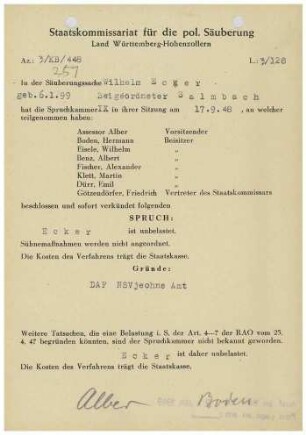 Staatskommissariat für die pol. Säuberung
Land Württemberg-Hohenzollern
Az: 3/KB/448
L: 3/128
257
In der Säuberungssache Wilhelm Ecker
geb.6.1.99 Beigeordneter Walmbach
hat die Spruchkammer IX in ihrer Sitzung am 17.9.48, an welcher
teilgenommen haben:
Assessor Alber Vorsitzender
Boden, Hermann Beisitzer
Eisele, Wilhelm „
Benz, Albert „
Fischer, Alexander „
Klett, Martin „
Dürr, Emil „
Götzendörfer, Friedrich Vertreter des Staatskommissars
beschlossen und sofort verkündet folgenden
SPRUCH:
Ecker ist unbelastet.
Sühnemaßnahmen werden nicht angeordnet.
Die Kosten des Verfahrens trägt die Staatskasse.
Gründe:
DAF NSVjeohne Amt
Weitere Tatsachen, die eine Belastung i. S. der Art. 4—7 der RAO vom 25.
4. 47 begründen könnten, sind der Spruchkammer nicht bekannt geworden.
Ecker ist daher unbelastet.
Die Kosten des Verfahrens trägt die Staatskasse.
Alber Boden